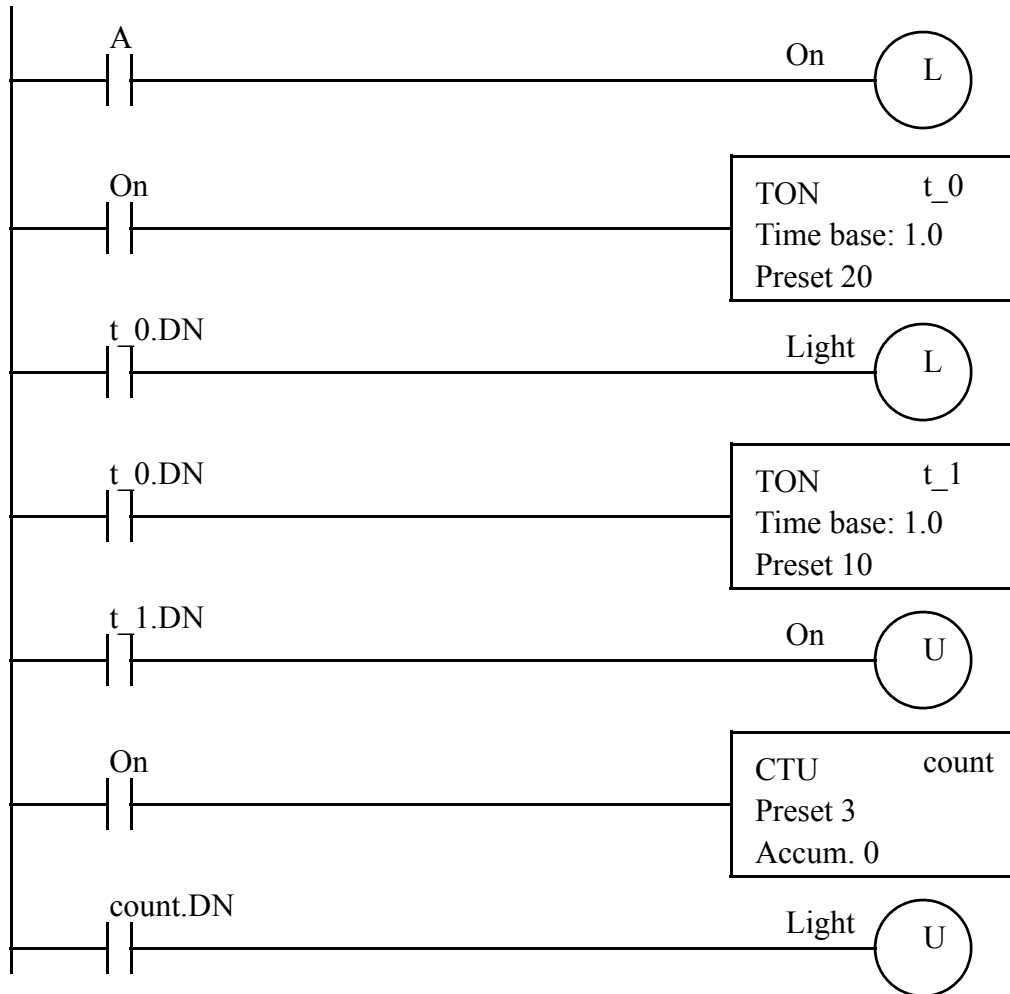 A
On L
On
TON t_0
Time base: 1.0
Preset 20
t_0.DN
Light L
t_0.DN
TON t_1
Time base: 1.0
Preset 10
t_1.DN
On U
On
CTU count
Preset 3
Accum. 0
count.DN
Light U